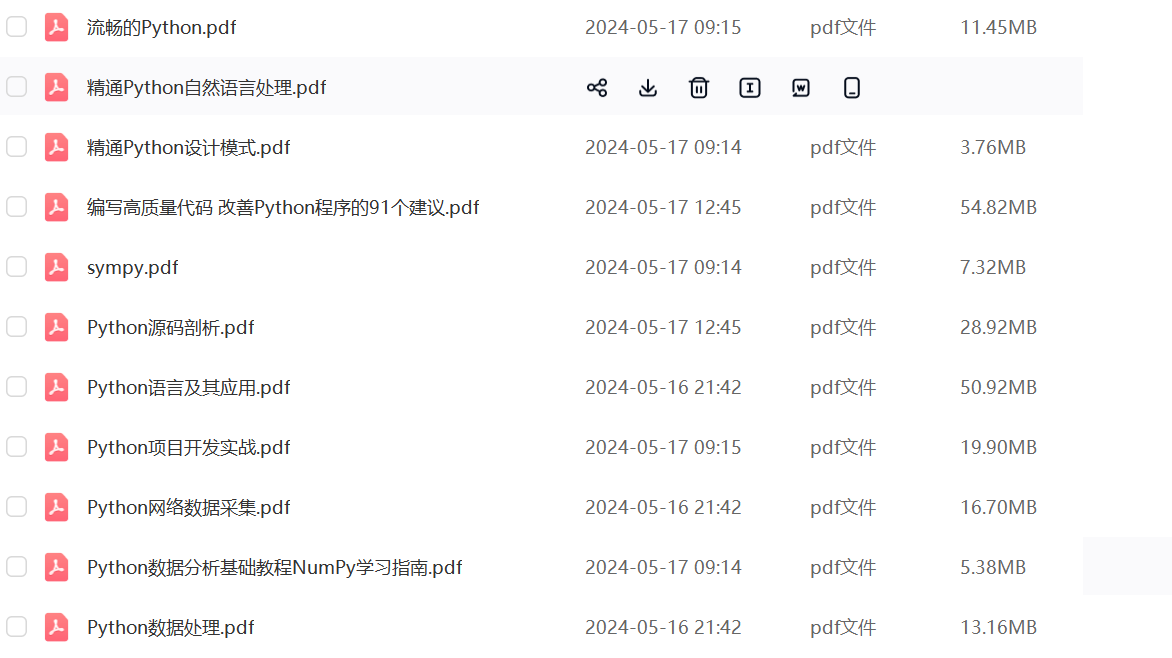 流畅的Python.pdf 2024-05-17 09:15 pdf文件 11.45MB
精通Python自然语言处理.pdf
精通Python设计模式.pdf 2024-05-17 09:14 pdf文件 3.76MB
编写高质量代码 改善Python程序的91个建议.pdf 2024-05-17 12:45 pdf文件 54.82MB
sympy.pdf 2024-05-17 09:14 pdf文件 7.32MB
Python源码剖析.pdf 2024-05-17 12:45 pdf文件 28.92MB
Python语言及其应用.pdf 2024-05-16 21:42 pdf文件 50.92MB
Python项目开发实战.pdf 2024-05-17 09:15 pdf文件 19.90MB
Python网络数据采集.pdf 2024-05-16 21:42 pdf文件 16.70MB
Python数据分析基础教程NumPy学习指南.pdf 2024-05-17 09:14 pdf文件 5.38MB
Python数据处理.pdf 2024-05-16 21:42 pdf文件 13.16MB